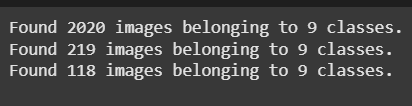 Found 2020 images belonging to 9 classes.
Found 219 images belonging to 9 classes.
Found 118 images belonging to 9 classes.